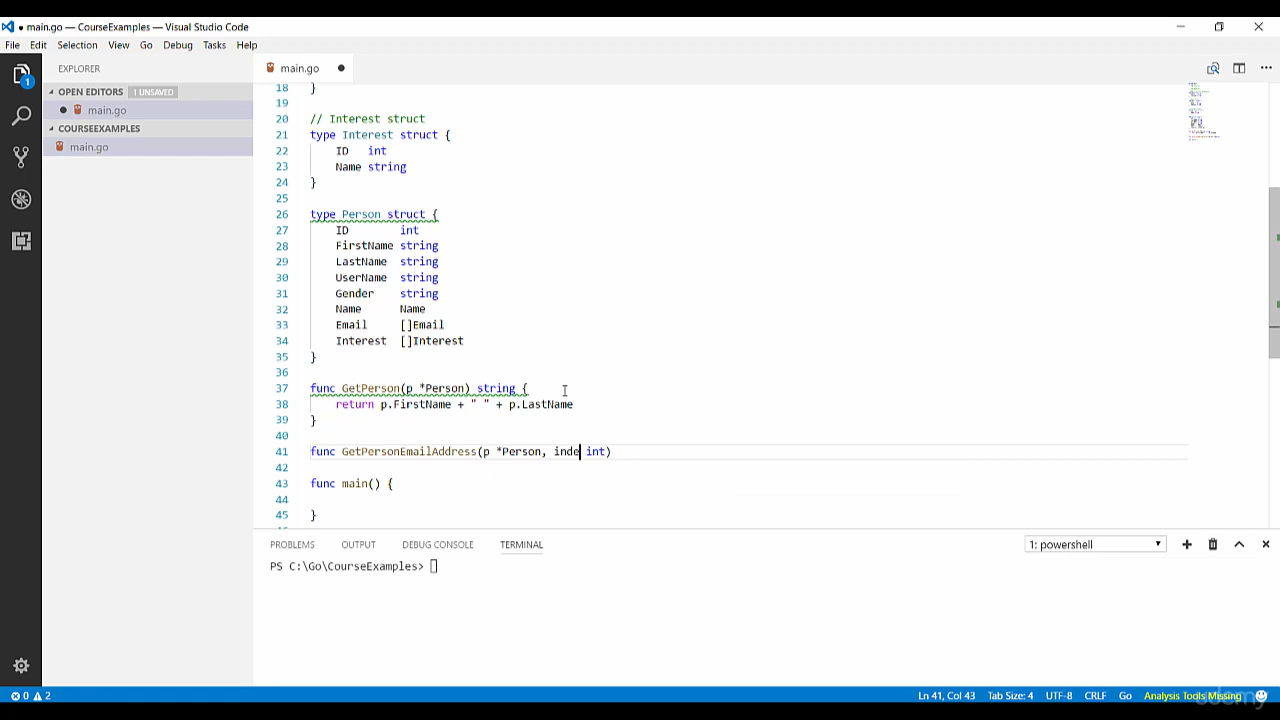 ● main.go — CourseExamples — Visual Studio Code
File Edit Selection View Go Debug Tasks Help
EXPLORER
main.go ●
OPEN EDITORS 1 UNSAVED
● main.go
COURSEEXAMPLES
main.go
1
18 }
19
20 // Interest struct
21 type Interest struct {
22 ID int
23 Name string
24 }
25
26 type Person struct {
27 ID int
28 FirstName string
29 LastName string
30 UserName string
31 Gender string
32 Name Name
33 Email []Email
34 Interest []Interest
35 }
36
37 func GetPerson(p *Person) string {
38 return p.FirstName + " " + p.LastName
39 }
40
41 func GetPersonEmailAddress(p *Person, inde int)
42
43 func main() {
44
45 }
PROBLEMS OUTPUT DEBUG CONSOLE TERMINAL 1: powershell
PS C:\Go\CourseExamples>
0 2 Ln 41, Col 43 Tab Size: 4 UTF-8 CRLF Go Analysis Tools Missing
udemy